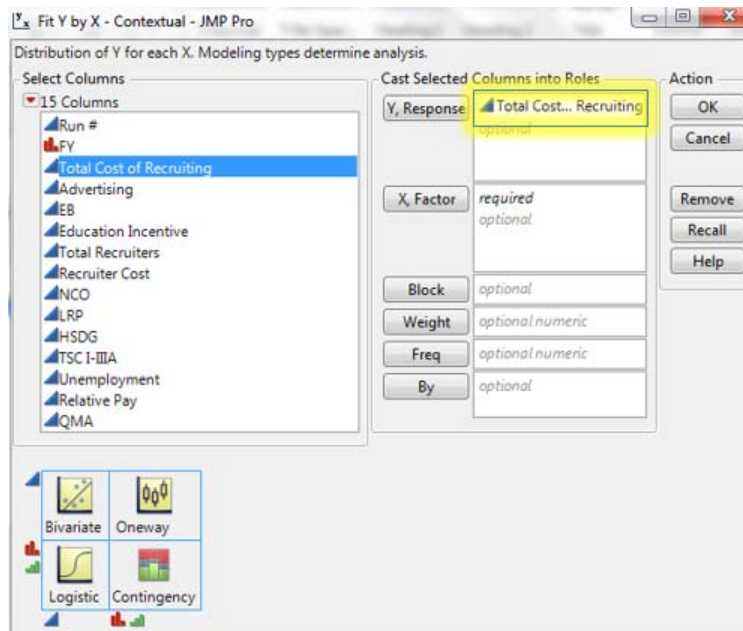 Fit Y by X - Contextual - JMP Pro
Distribution of Y for each X. Modeling types determine analysis.
Select Columns
15 Columns
Run #
FY
Total Cost of Recruiting
Advertising
EB
Education Incentive
Total Recruiters
Recruiter Cost
NCO
LRP
HSDG
TSC I-IIIA
Unemployment
Relative Pay
QMA
Cast Selected Columns into Roles
Y, Response
Total Cost... Recruiting
optional
X, Factor
required
optional
Block
optional
Weight
optional numeric
Freq
optional numeric
By
optional
Action
OK
Cancel
Remove
Recall
Help
Bivariate
Oneway
Logistic
Contingency